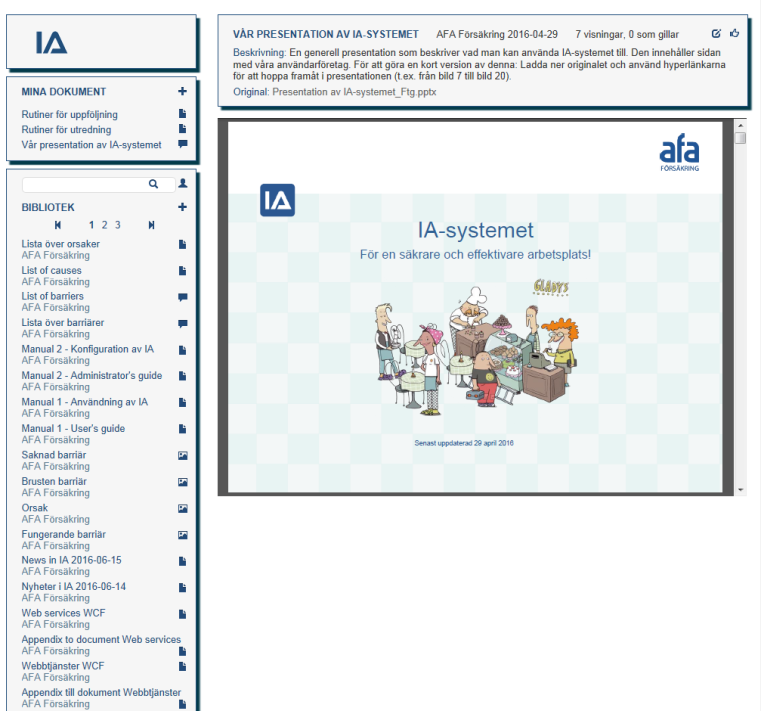 IA
MINA DOKUMENT
Rutiner för uppföljning
Rutiner för utredning
Vår presentation av IA-systemet
BIBLIOTEK
1 2 3
Lista över orsaker
AFA Försäkring
List of causes
AFA Försäkring
List of barriers
AFA Försäkring
Lista över barriärer
AFA Försäkring
Manual 2 - Konfiguration av IA
AFA Försäkring
Manual 2 - Administrator's guide
AFA Försäkring
Manual 1 - Användning av IA
AFA Försäkring
Manual 1 - User's guide
AFA Försäkring
Saknad barriär
AFA Försäkring
Brusten barriär
AFA Försäkring
Orsak
AFA Försäkring
Fungerande barriär
AFA Försäkring
News in IA 2016-06-15
AFA Försäkring
Nyheter i IA 2016-06-14
AFA Försäkring
Web services WCF
AFA Försäkring
Appendix to document Web services
AFA Försäkring
Webbtjänster WCF
AFA Försäkring
Appendix till dokument Webbtjänster
AFA Försäkring
VÅR PRESENTATION AV IA-SYSTEMET AFA Försäkring 2016-04-29 7 visningar, 0 som gillar
Beskrivning: En generell presentation som beskriver vad man kan använda IA-systemet till. Den innehåller sidan
med våra användarföretag. För att göra en kort version av denna: Ladda ner originalet och använd hyperlänkarna
för att hoppa framåt i presentationen (t.ex. från bild 7 till bild 20).
Original: Presentation av IA-systemet_Ftg.pptx
afa
FÖRSÄKRING
IA
IA-systemet
För en säkrare och effektivare arbetsplats!
GLADYS
Senast uppdaterad 29 april 2016